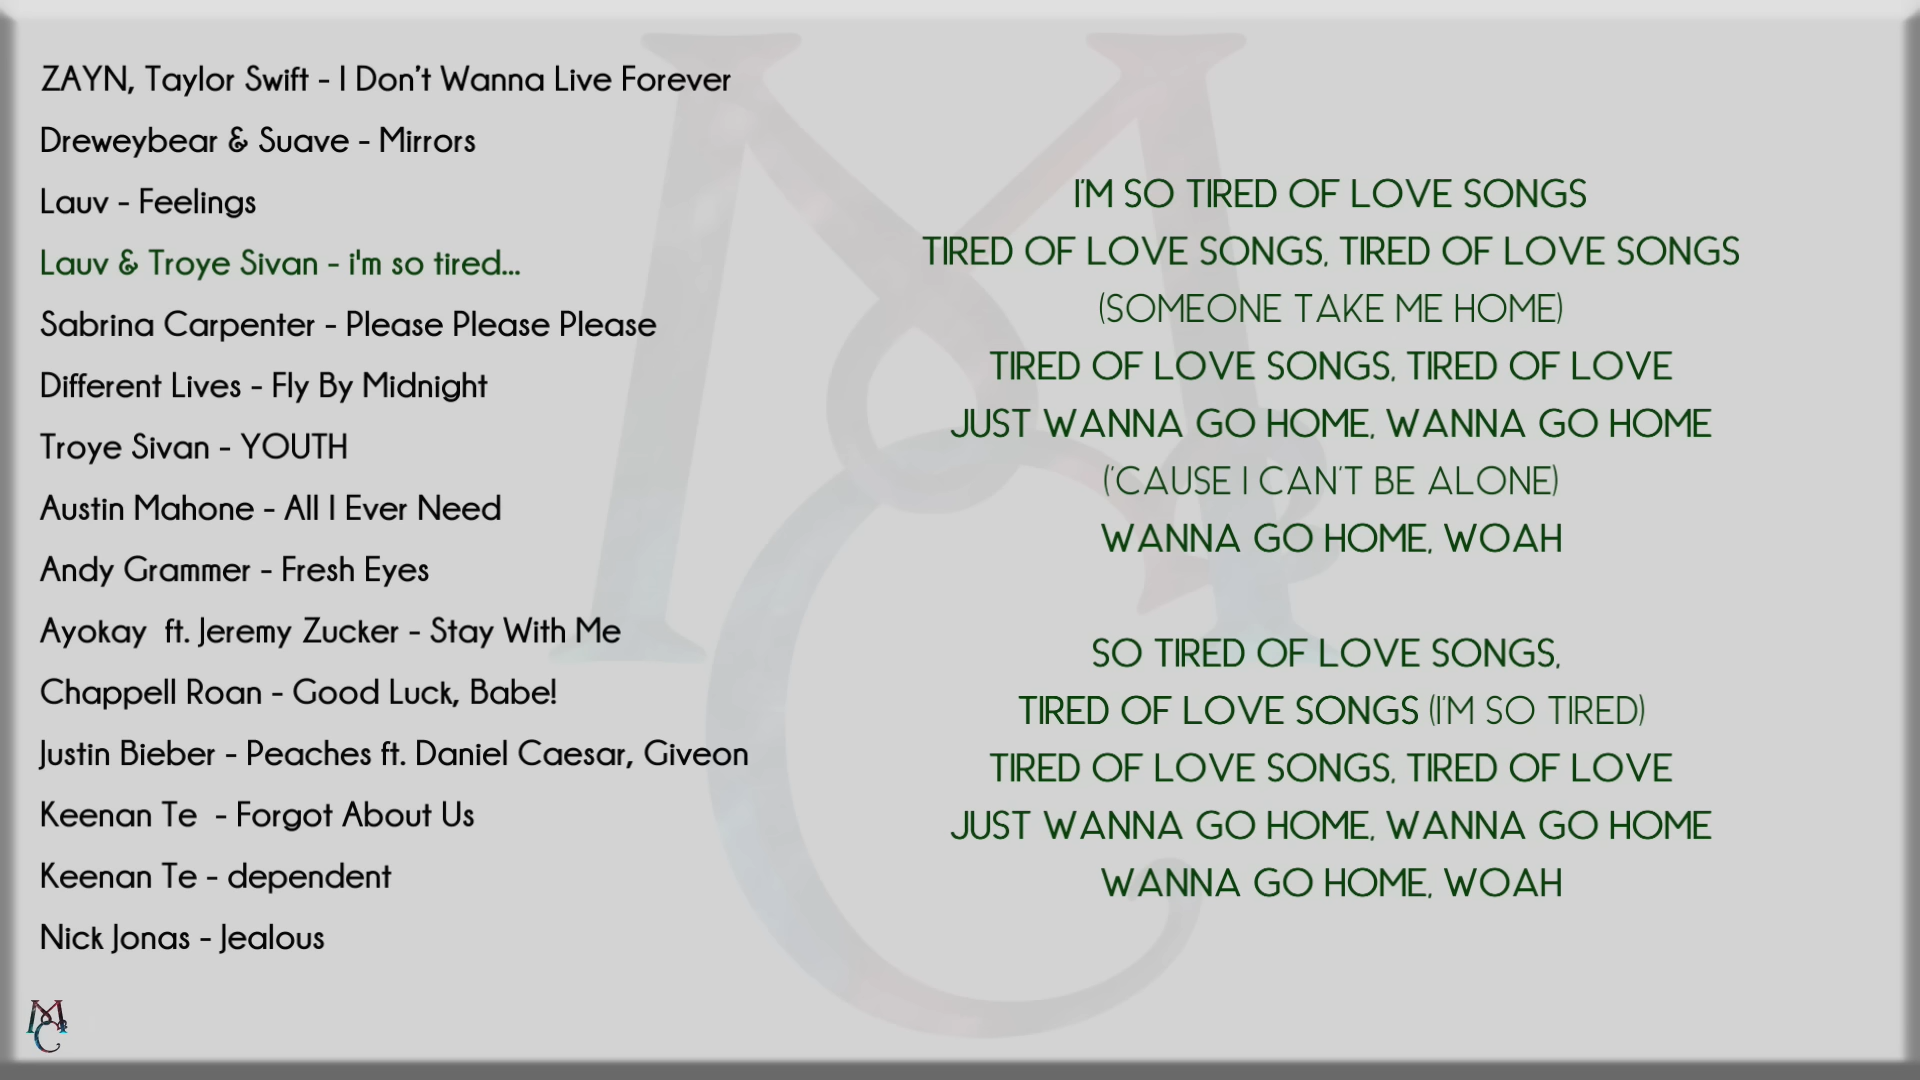 ZAYN, Taylor Swift - I Don't Wanna Live Forever
Dreweybear & Suave - Mirrors
Lauv - Feelings
Lauv & Troye Sivan - i'm so tired...
Sabrina Carpenter - Please Please Please
Different Lives - Fly By Midnight
Troye Sivan - YOUTH
Austin Mahone - All I Ever Need
Andy Grammer - Fresh Eyes
Ayokay  ft. Jeremy Zucker - Stay With Me
Chappell Roan - Good Luck, Babe!
Justin Bieber - Peaches ft. Daniel Caesar, Giveon
Keenan Te  - Forgot About Us
Keenan Te - dependent
Nick Jonas - Jealous
I'M SO TIRED OF LOVE SONGS
TIRED OF LOVE SONGS, TIRED OF LOVE SONGS
(SOMEONE TAKE ME HOME)
TIRED OF LOVE SONGS, TIRED OF LOVE
JUST WANNA GO HOME, WANNA GO HOME
('CAUSE I CAN'T BE ALONE)
WANNA GO HOME, WOAH
SO TIRED OF LOVE SONGS,
TIRED OF LOVE SONGS (I'M SO TIRED)
TIRED OF LOVE SONGS, TIRED OF LOVE
JUST WANNA GO HOME, WANNA GO HOME
WANNA GO HOME, WOAH